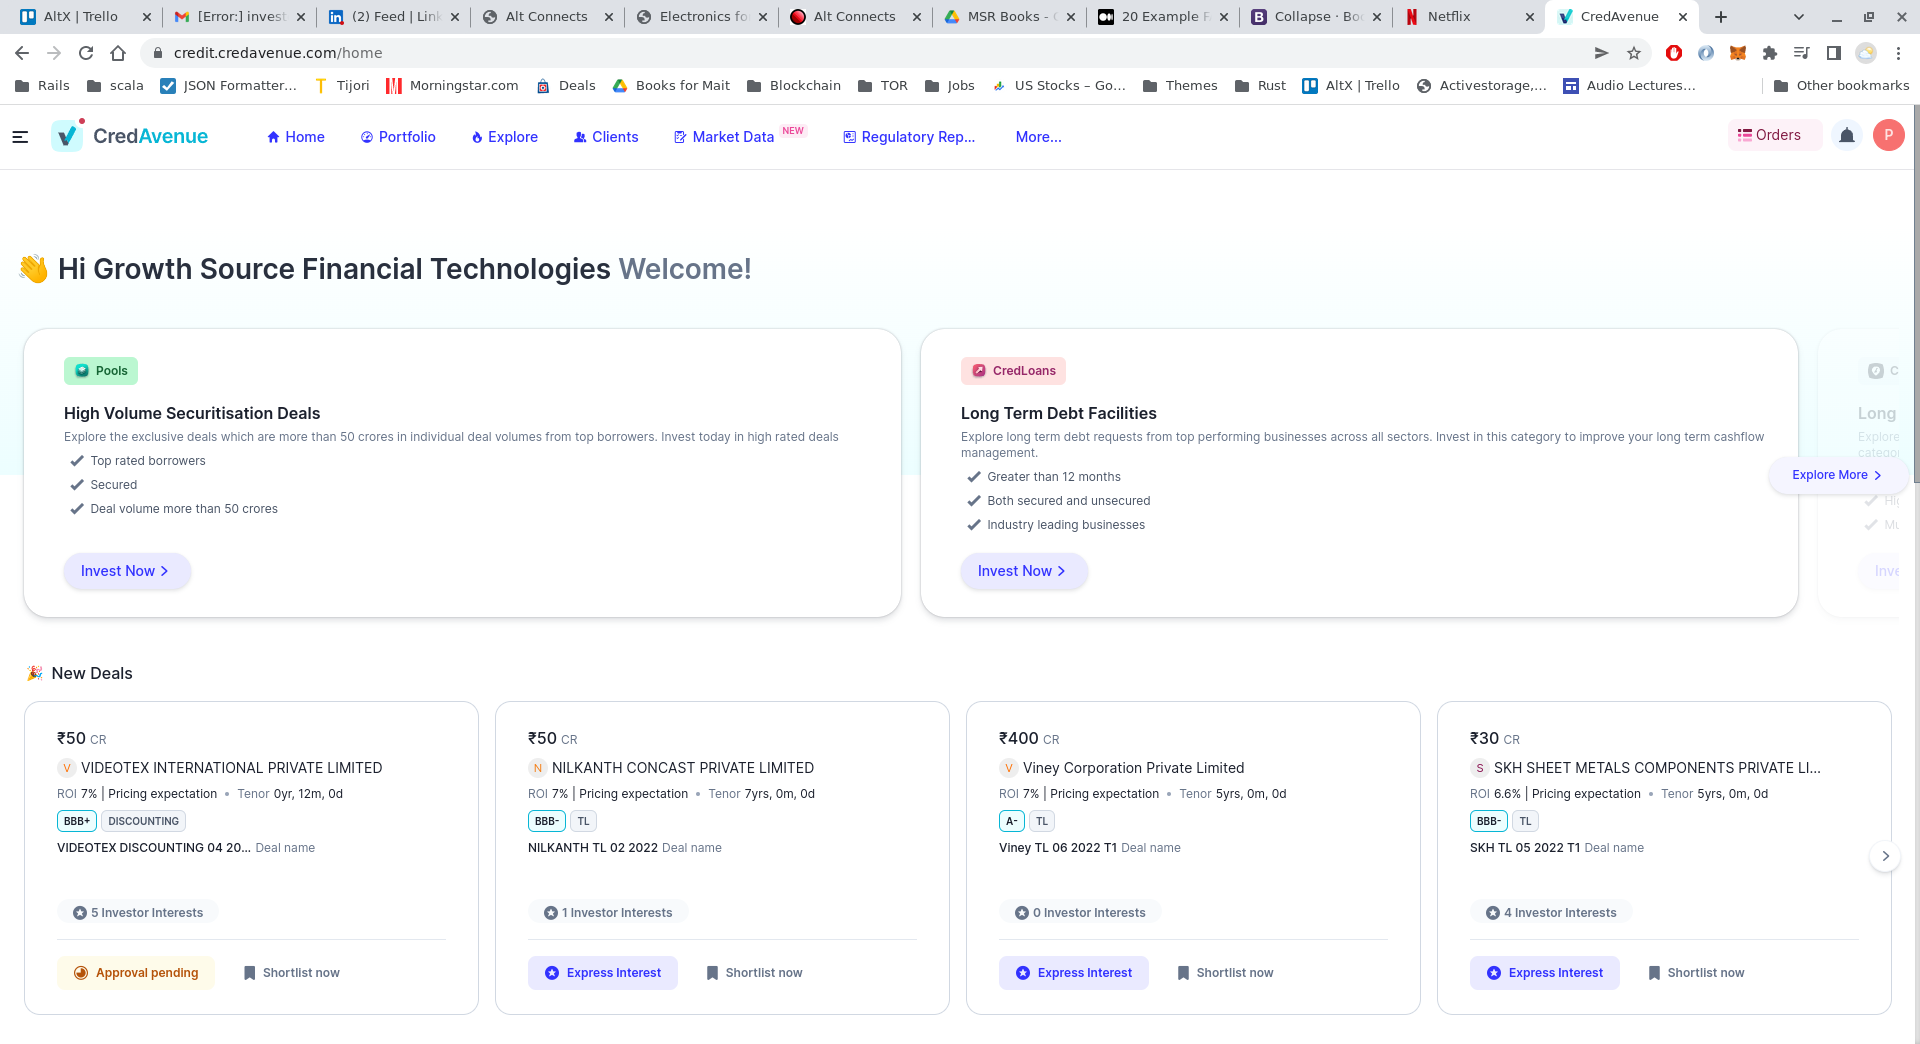 AltX | Trello
[Error:] invest
(2) Feed | Link
Alt Connects
Electronics fo
Alt Connects
MSR Books -
20 Example F
Collapse · Boo
Netflix
CredAvenue
credit.credavenue.com/home
Rails
scala
JSON Formatter...
Tijori
Morningstar.com
Deals
Books for Mait
Blockchain
TOR
Jobs
US Stocks – Go...
Themes
Rust
AltX | Trello
Activestorage,...
Audio Lectures...
Other bookmarks
CredAvenue
Home
Portfolio
Explore
Clients
Market Data NEW
Regulatory Rep...
More...
Orders
P
👋 Hi Growth Source Financial Technologies Welcome!
Pools
High Volume Securitisation Deals
Explore the exclusive deals which are more than 50 crores in individual deal volumes from top borrowers. Invest today in high rated deals
Top rated borrowers
Secured
Deal volume more than 50 crores
Invest Now
CredLoans
Long Term Debt Facilities
Explore long term debt requests from top performing businesses across all sectors. Invest in this category to improve your long term cashflow
management.
Greater than 12 months
Both secured and unsecured
Industry leading businesses
Invest Now
C
Long
Explore
categor
Explore More
Hig
Mu
Inve
🎉 New Deals
₹50 CR
V VIDEOTEX INTERNATIONAL PRIVATE LIMITED
ROI 7% | Pricing expectation • Tenor 0yr, 12m, 0d
BBB+ DISCOUNTING
VIDEOTEX DISCOUNTING 04 20... Deal name
5 Investor Interests
Approval pending
Shortlist now
₹50 CR
N NILKANTH CONCAST PRIVATE LIMITED
ROI 7% | Pricing expectation • Tenor 7yrs, 0m, 0d
BBB- TL
NILKANTH TL 02 2022 Deal name
1 Investor Interests
Express Interest
Shortlist now
₹400 CR
V Viney Corporation Private Limited
ROI 7% | Pricing expectation • Tenor 5yrs, 0m, 0d
A- TL
Viney TL 06 2022 T1 Deal name
0 Investor Interests
Express Interest
Shortlist now
₹30 CR
S SKH SHEET METALS COMPONENTS PRIVATE LI...
ROI 6.6% | Pricing expectation • Tenor 5yrs, 0m, 0d
BBB- TL
SKH TL 05 2022 T1 Deal name
4 Investor Interests
Express Interest
Shortlist now